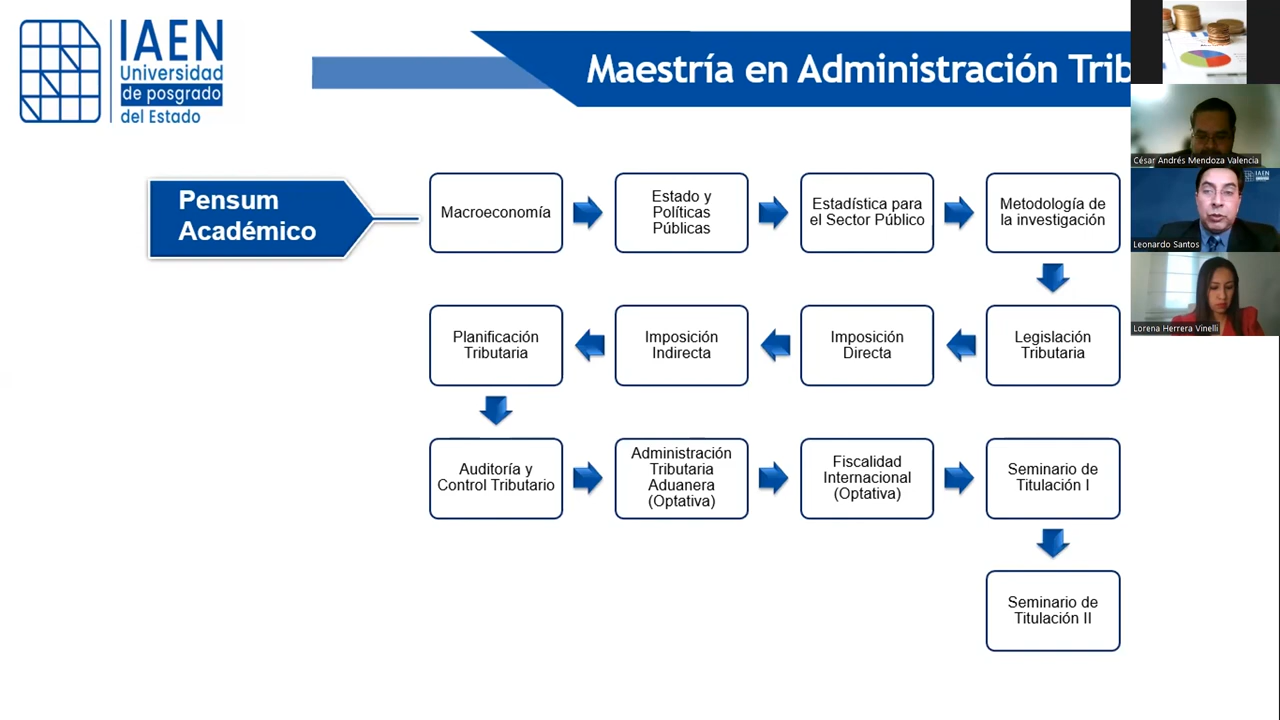 IAEN
Universidad
de posgrado
del Estado
Maestría en Administración Trib
Pensum
Académico
Macroeconomía
Estado y
Políticas
Públicas
Estadística para
el Sector Público
Metodología de
la investigación
Legislación
Tributaria
Imposición
Directa
Imposición
Indirecta
Planificación
Tributaria
Auditoría y
Control Tributario
Administración
Tributaria
Aduanera
(Optativa)
Fiscalidad
Internacional
(Optativa)
Seminario de
Titulación I
Seminario de
Titulación II
César Andrés Mendoza Valencia
IAEN
Leonardo Santos
Lorena Herrera Vinelli